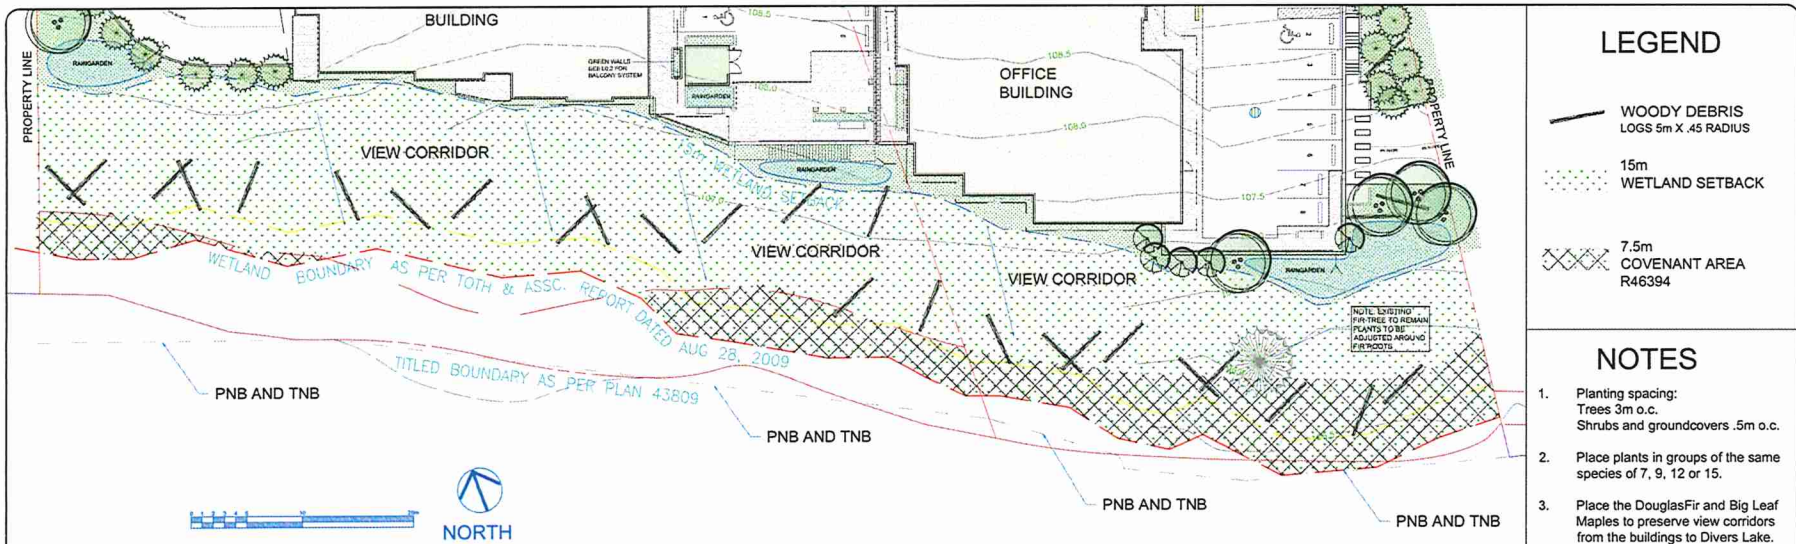 BUILDING
108.5
PROPERTY LINE
RAINGARDEN
GREEN WALLS
BALCONY SYSTEM
RAINGARDEN
108.0
OFFICE
BUILDING
108.5
108.0
107.5
PROPERTY LINE
VIEW CORRIDOR
15M WETLAND SETBACK
RAINGARDEN
107.0
VIEW CORRIDOR
VIEW CORRIDOR
RAINGARDEN
NOTE: EXISTING
FIR TREE TO REMAIN
PLANTS TO BE
ADJUSTED AROUND
FIR ROOTS
WETLAND BOUNDARY AS PER TOTH & ASSC. REPORT DATED AUG 28, 2009
TITLED BOUNDARY AS PER PLAN 43809
PNB AND TNB
PNB AND TNB
PNB AND TNB
PNB AND TNB
NORTH
LEGEND
WOODY DEBRIS
LOGS 5m X .45 RADIUS
15m
WETLAND SETBACK
7.5m
COVENANT AREA
R46394
NOTES
1. Planting spacing:
Trees 3m o.c.
Shrubs and groundcovers .5m o.c.
2. Place plants in groups of the same
species of 7, 9, 12 or 15.
3. Place the DouglasFir and Big Leaf
Maples to preserve view corridors
from the buildings to Divers Lake.